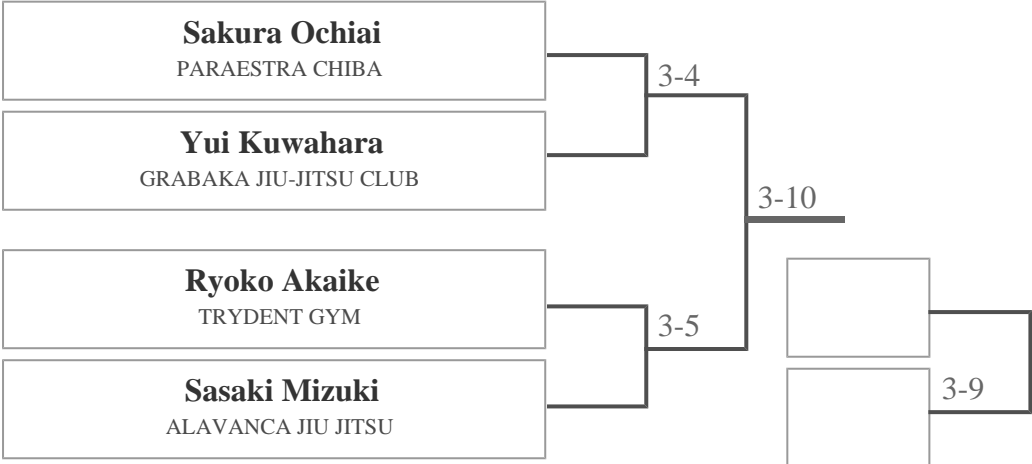 Sakura Ochiai
PARAESTRA CHIBA
3-4
Yui Kuwahara
GRABAKA JIU-JITSU CLUB
3-10
Ryoko Akaike
TRYDENT GYM
3-5
Sasaki Mizuki
ALAVANCA JIU JITSU
3-9